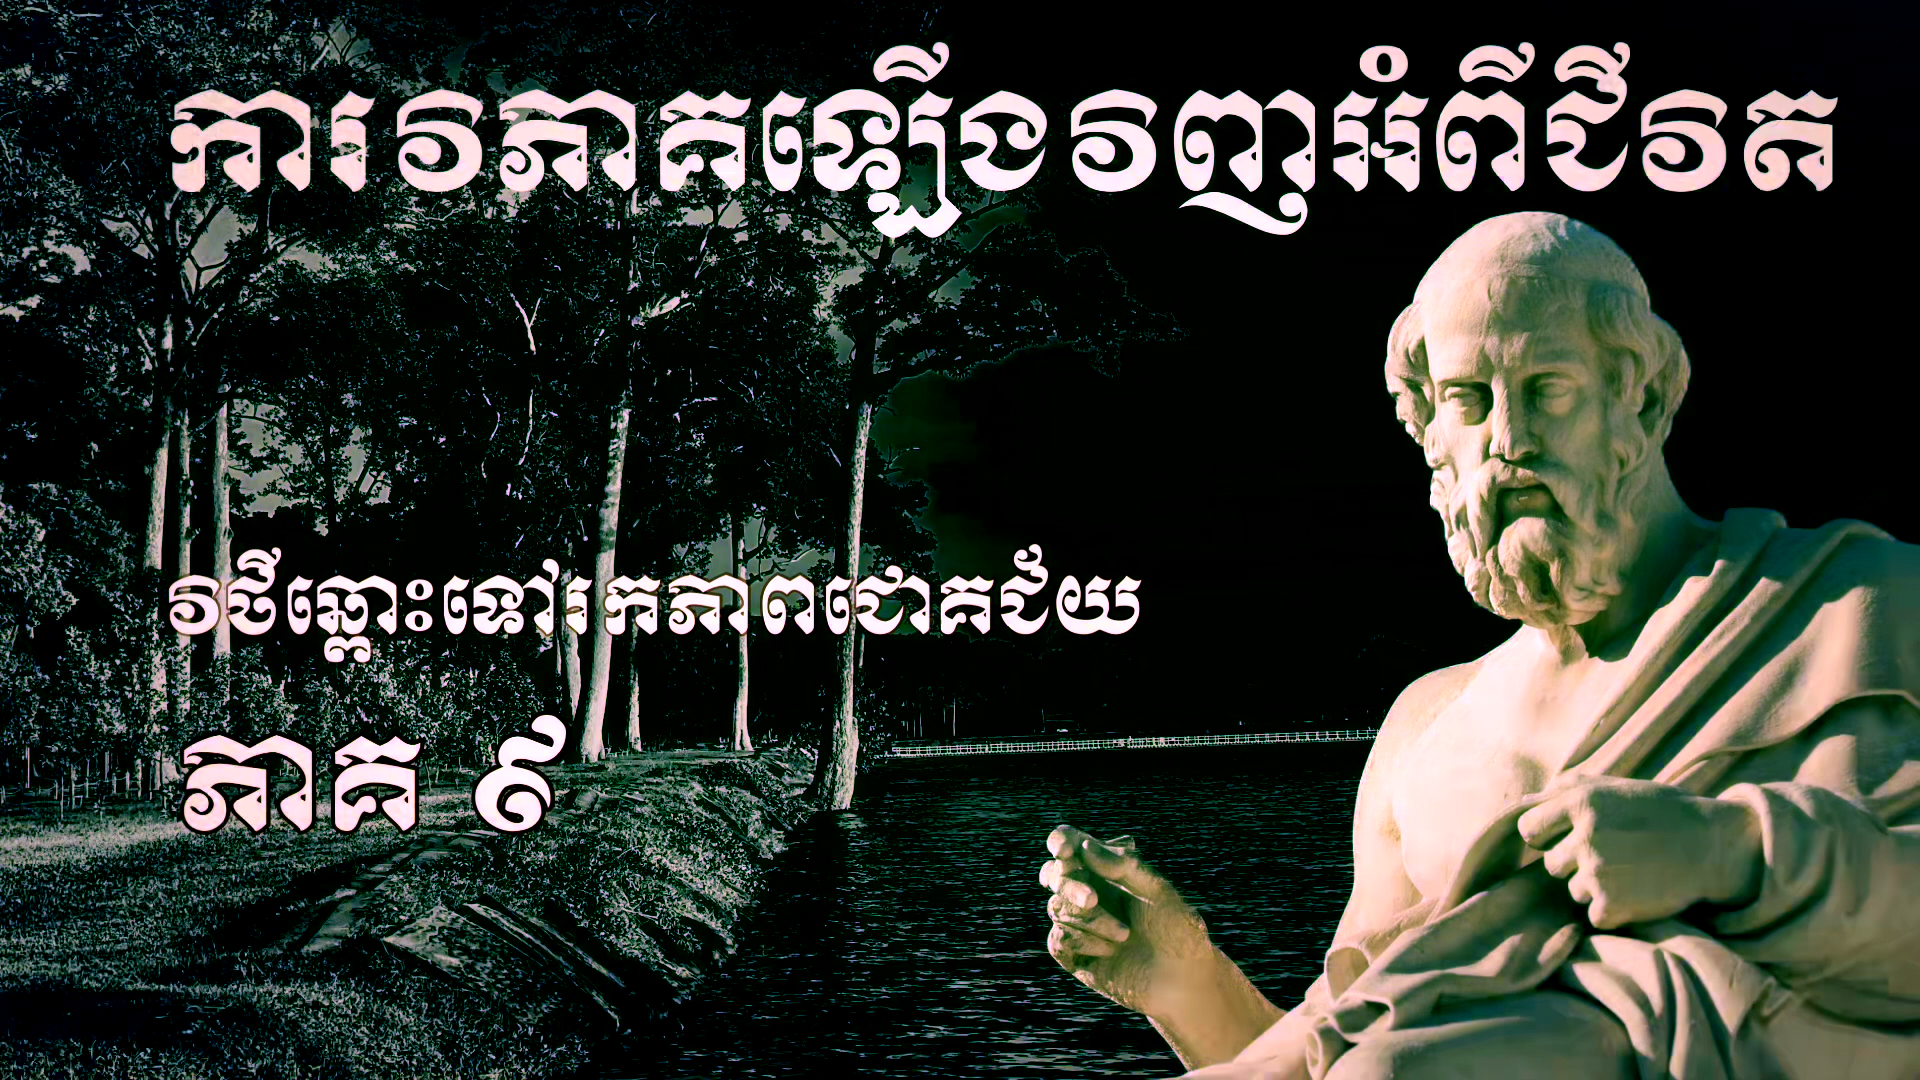 ការវិភាគឡើងវិញអំពីជីវិត
វិថីឆ្ពោះទៅរកភាពជោគជ័យ
ភាគ ៩